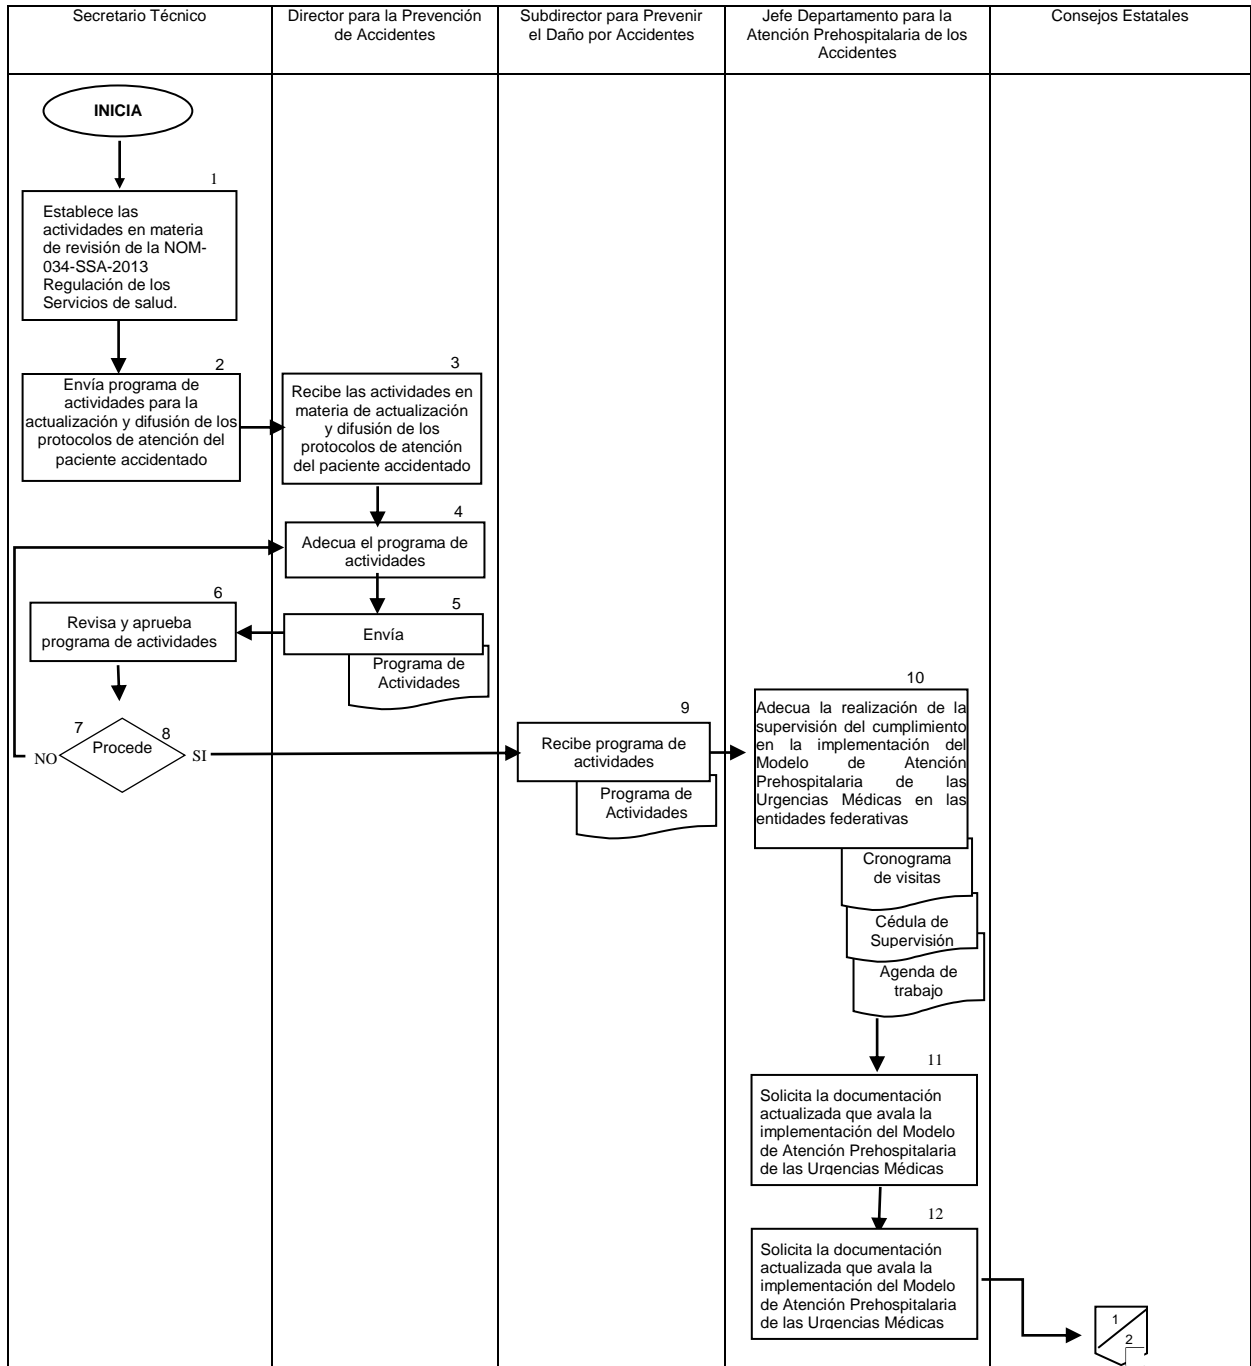 Secretario Técnico
Director para la Prevención
de Accidentes
Subdirector para Prevenir
el Daño por Accidentes
Jefe Departamento para la
Atención Prehospitalaria de los
Accidentes
Consejos Estatales
INICIA
1
Establece las
actividades en materia
de revisión de la NOM-
034-SSA-2013
Regulación de los
Servicios de salud.
2
Envía programa de
actividades para la
actualización y difusión de los
protocolos de atención del
paciente accidentado
3
Recibe las actividades en
materia de actualización
y difusión de los
protocolos de atención
del paciente accidentado
4
Adecua el programa de
actividades
5
Envía
Programa de
Actividades
6
Revisa y aprueba
programa de actividades
7
8
Procede
NO
SI
9
Recibe programa de
actividades
Programa de
Actividades
10
Adecua la realización de la
supervisión del cumplimiento
en la implementación del
Modelo de Atención
Prehospitalaria de las
Urgencias Médicas en las
entidades federativas
Cronograma
de visitas
Cédula de
Supervisión
Agenda de
trabajo
11
Solicita la documentación
actualizada que avala la
implementación del Modelo
de Atención Prehospitalaria
de las Urgencias Médicas
12
Solicita la documentación
actualizada que avala la
implementación del Modelo
de Atención Prehospitalaria
de las Urgencias Médicas
1
2